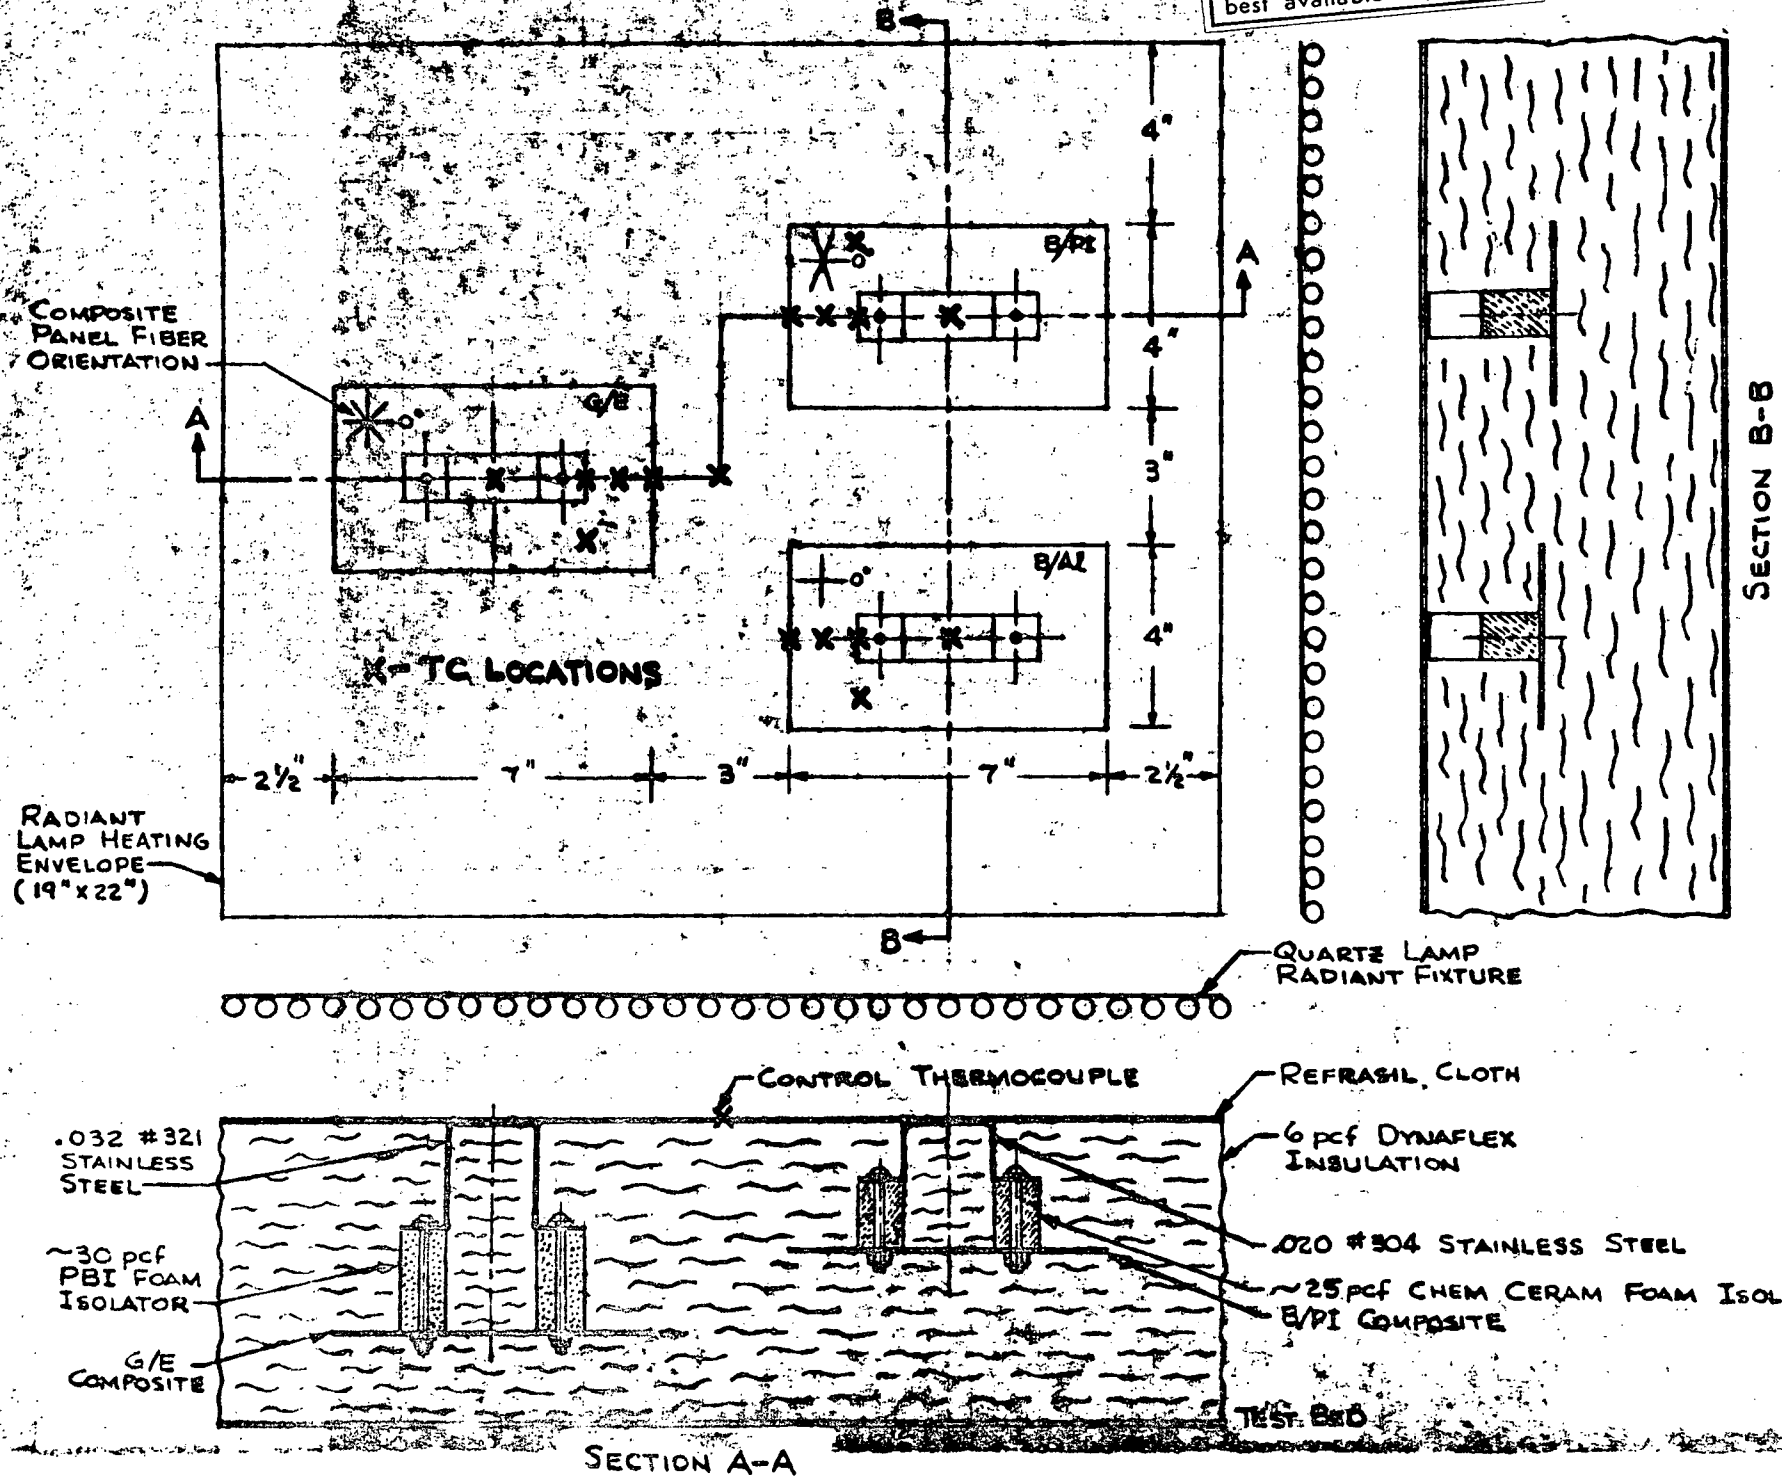 best available
B
4"
B/PI
0°
A
COMPOSITE
PANEL FIBER
ORIENTATION
4"
G/E
0°
A
3"
SECTION B-B
B/Al
0°
4"
X - TC LOCATIONS
2½"
7"
3"
7"
2½"
RADIANT
LAMP HEATING
ENVELOPE
(19" x 22")
B
QUARTZ LAMP
RADIANT FIXTURE
CONTROL THERMOCOUPLE
REFRASIL CLOTH
.032 #321
STAINLESS
STEEL
6 pcf DYNAFLEX
INSULATION
~30 pcf
PBI FOAM
ISOLATOR
.020 #304 STAINLESS STEEL
~25 pcf CHEM CERAM FOAM ISOL
B/PI COMPOSITE
G/E
COMPOSITE
TEST BED
SECTION A-A